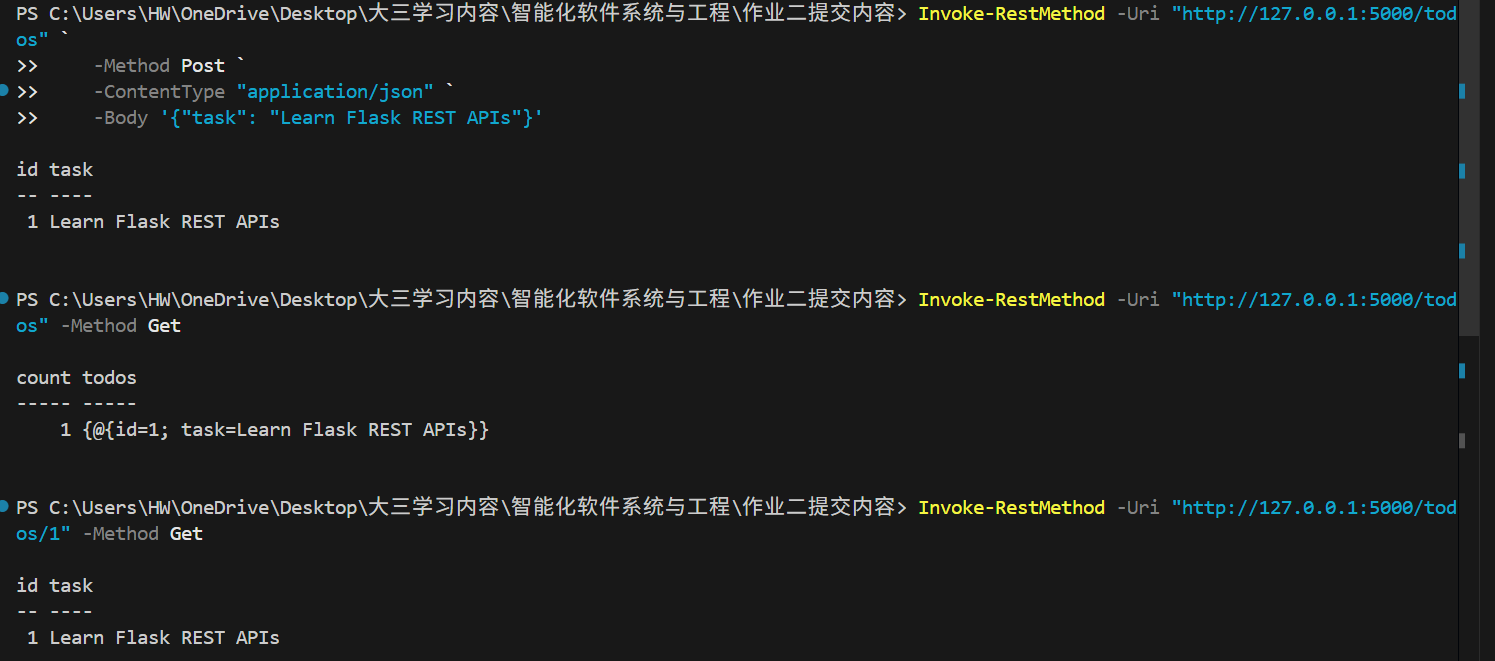 PS C:\Users\HW\OneDrive\Desktop\大三学习内容\智能化软件系统与工程\作业二提交内容> Invoke-RestMethod -Uri "http://127.0.0.1:5000/tod
os" `
>>     -Method Post `
>>     -ContentType "application/json" `
>>     -Body '{"task": "Learn Flask REST APIs"}'
id task
-- ----
 1 Learn Flask REST APIs
PS C:\Users\HW\OneDrive\Desktop\大三学习内容\智能化软件系统与工程\作业二提交内容> Invoke-RestMethod -Uri "http://127.0.0.1:5000/tod
os" -Method Get
count todos
----- -----
    1 {@{id=1; task=Learn Flask REST APIs}}
PS C:\Users\HW\OneDrive\Desktop\大三学习内容\智能化软件系统与工程\作业二提交内容> Invoke-RestMethod -Uri "http://127.0.0.1:5000/tod
os/1" -Method Get
id task
-- ----
 1 Learn Flask REST APIs